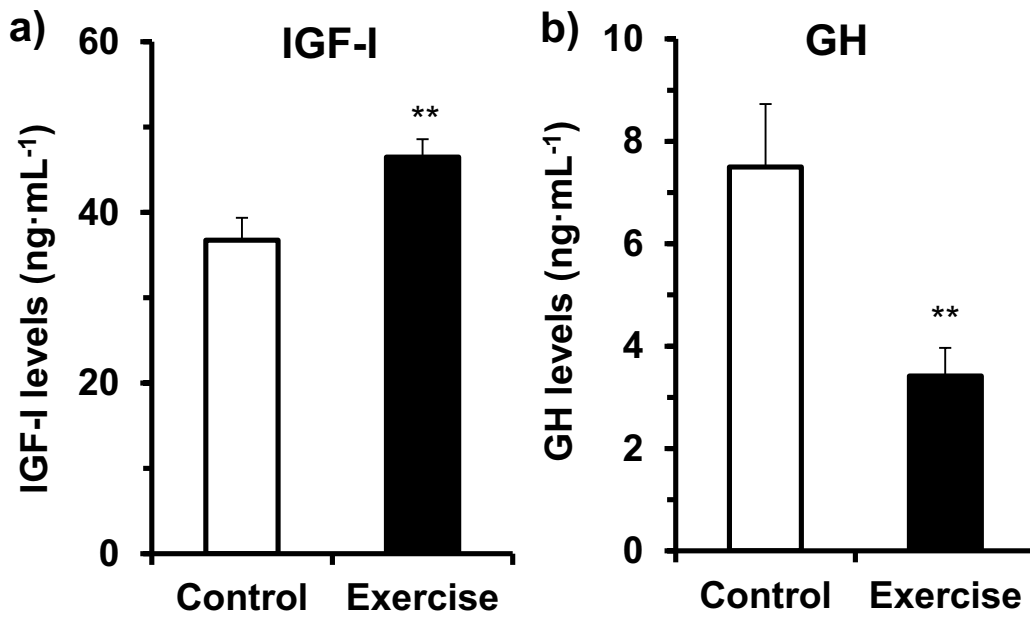 a)
IGF-I
IGF-I levels (ng·mL⁻¹)
60
40
20
0
**
Control Exercise
b)
GH
GH levels (ng·mL⁻¹)
10
8
6
4
2
0
**
Control Exercise